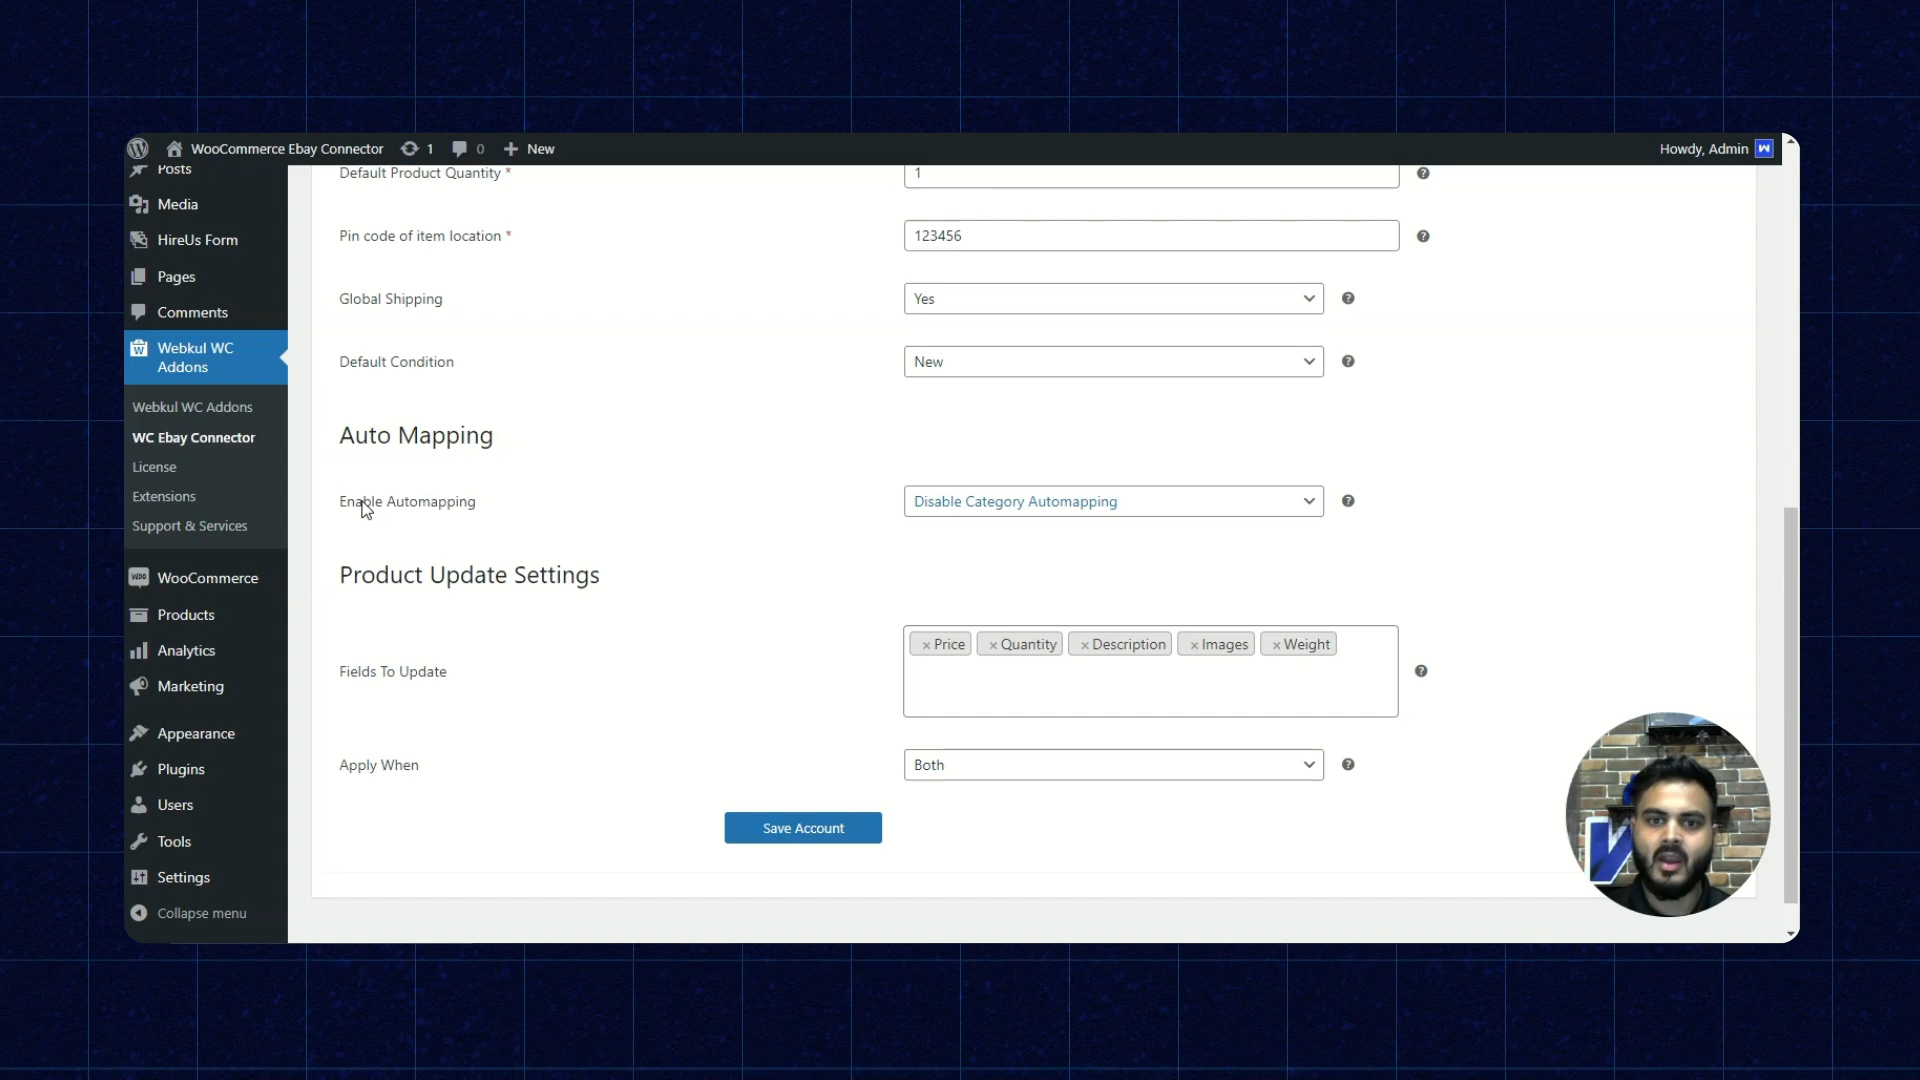 WooCommerce Ebay Connector 1 0 New Howdy, Admin
Posts
Media
HireUs Form
Pages
Comments
Webkul WC
Addons
Webkul WC Addons
WC Ebay Connector
License
Extensions
Support & Services
WooCommerce
Products
Analytics
Marketing
Appearance
Plugins
Users
Tools
Settings
Collapse menu
Default Product Quantity * 1
Pin code of item location * 123456
Global Shipping Yes
Default Condition New
Auto Mapping
Enable Automapping Disable Category Automapping
Product Update Settings
Fields To Update ×Price ×Quantity ×Description ×Images ×Weight
Apply When Both
Save Account